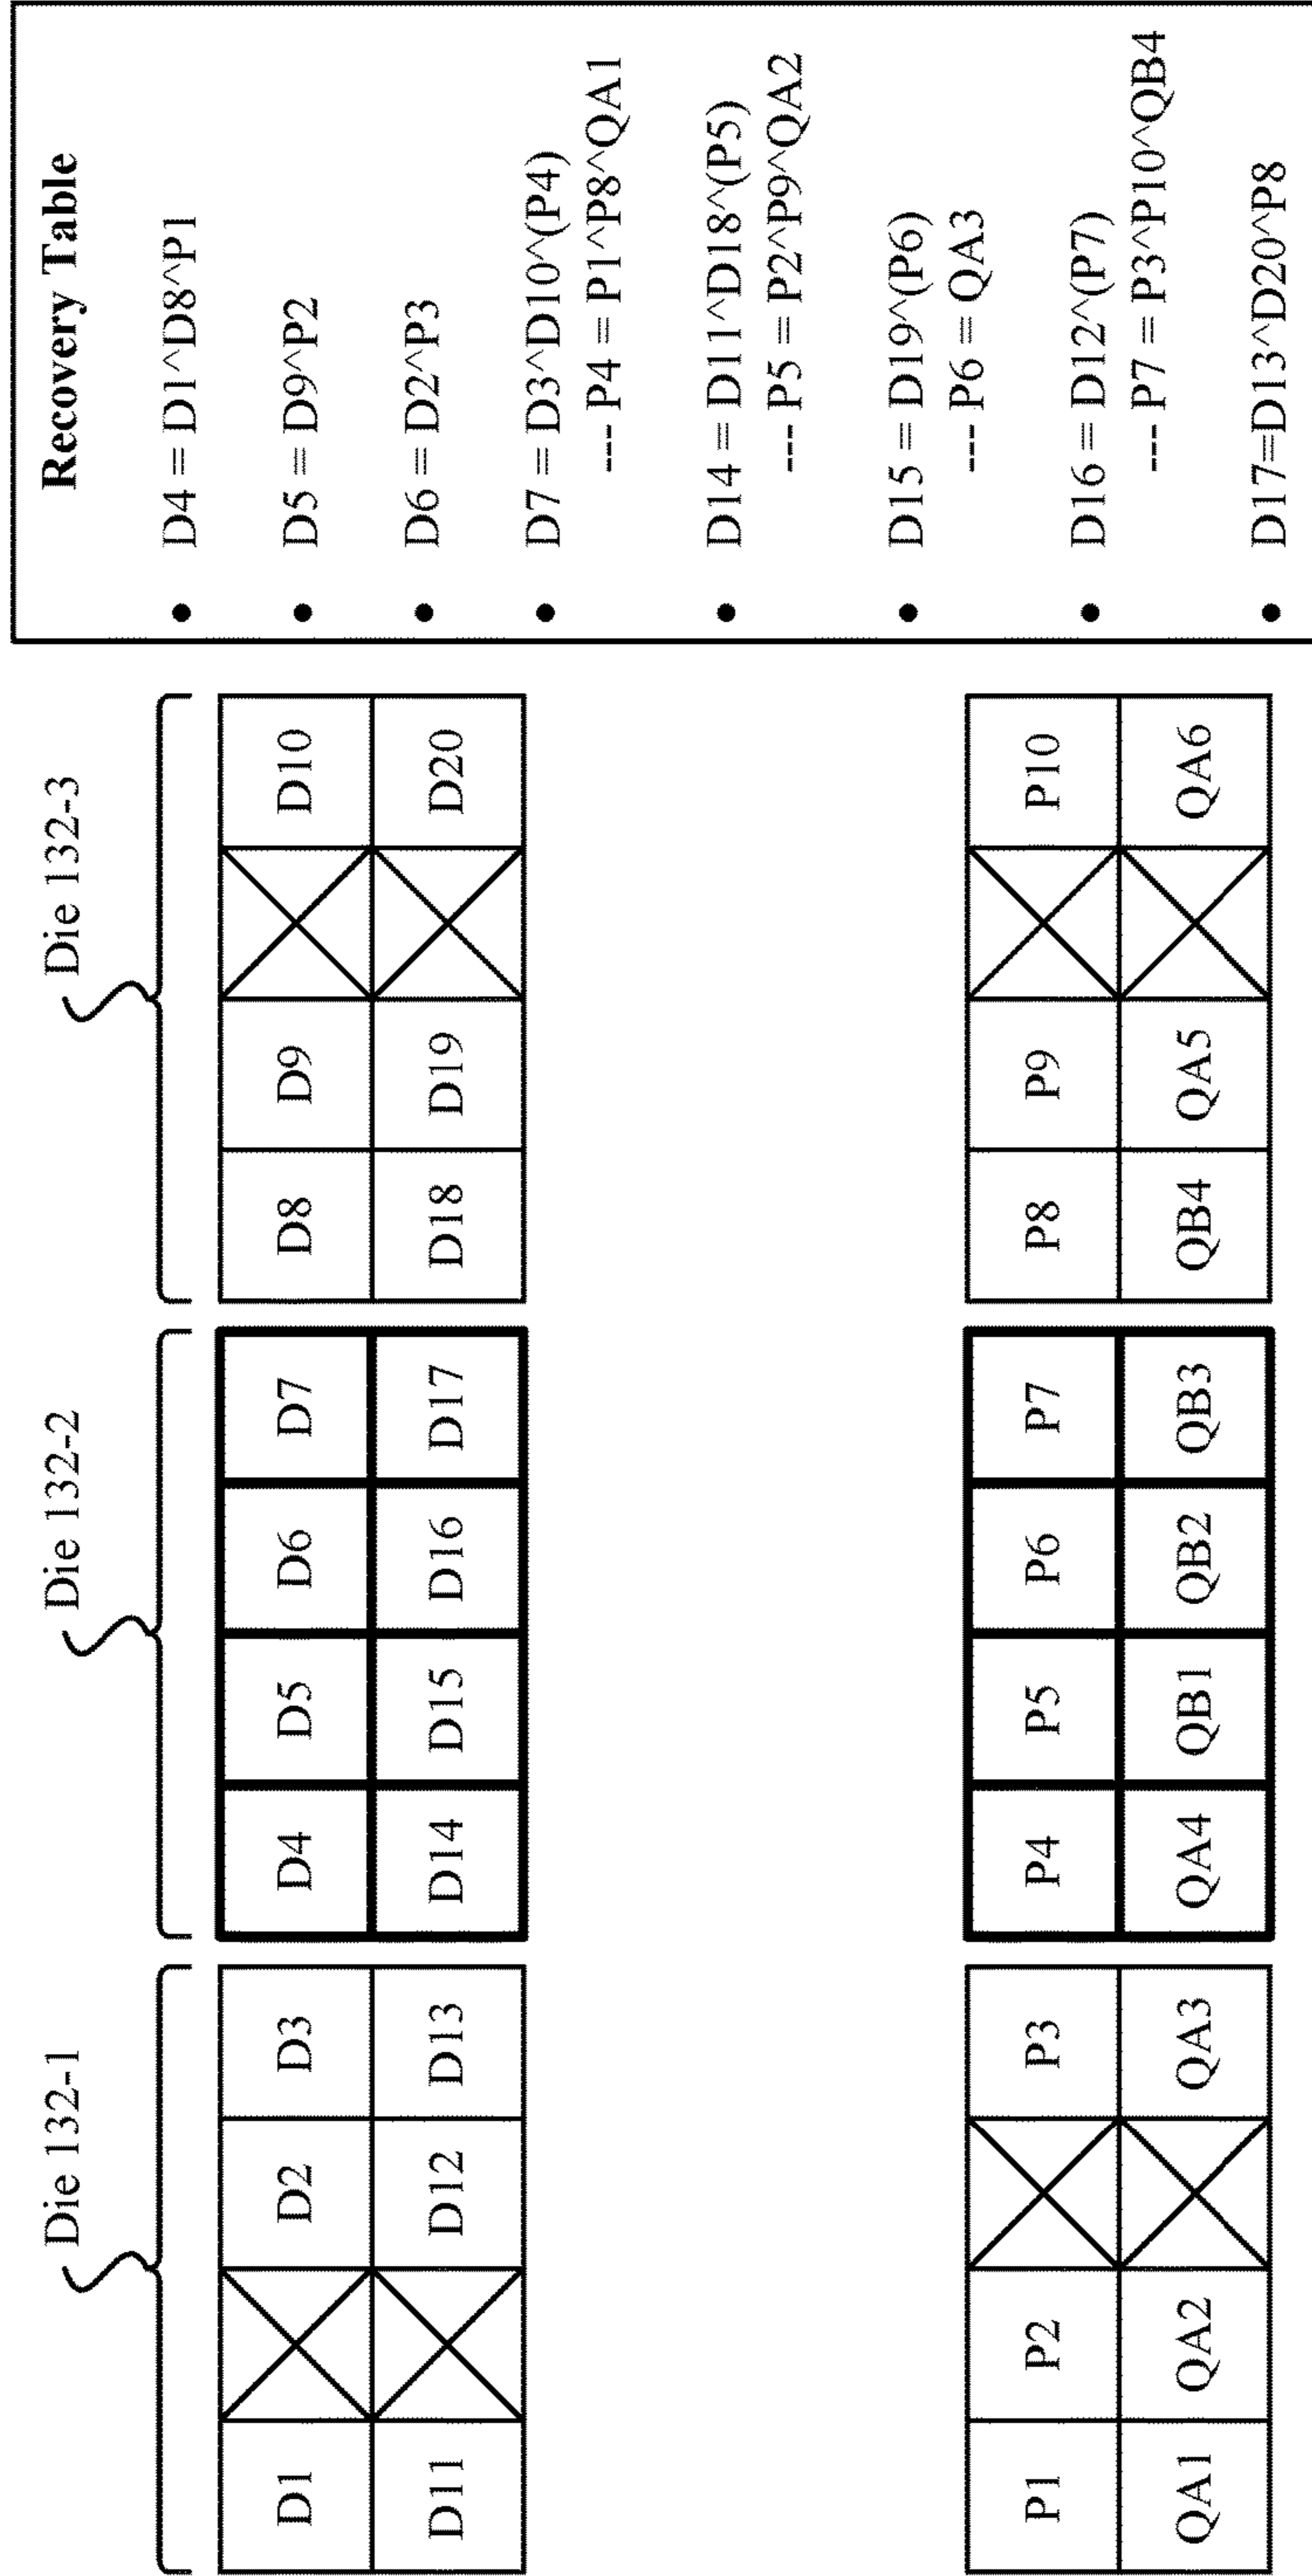 Die 132-1
Die 132-2
Die 132-3
D1 D2 D3 D4 D5 D6 D7 D8 D9 D10
D11 D12 D13 D14 D15 D16 D17 D18 D19 D20
P1 P2 P3 P4 P5 P6 P7 P8 P9 P10
QA1 QA2 QA3 QA4 QB1 QB2 QB3 QB4 QA5 QA6
Recovery Table
• D4 = D1^D8^P1
• D5 = D9^P2
• D6 = D2^P3
• D7 = D3^D10^(P4)
--- P4 = P1^P8^QA1
• D14 = D11^D18^(P5)
--- P5 = P2^P9^QA2
• D15 = D19^(P6)
--- P6 = QA3
• D16 = D12^(P7)
--- P7 = P3^P10^QB4
• D17=D13^D20^P8